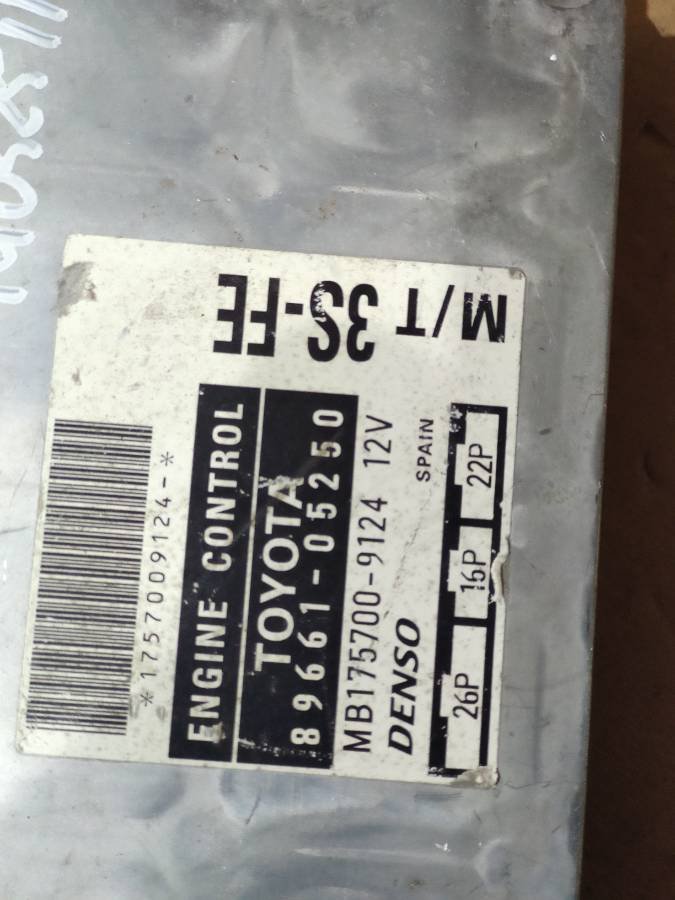 M/T 3S-FE
ENGINE CONTROL
TOYOTA
89661-05250
MB175700-9124 12V
DENSO
SPAIN
26P 16P 22P
*1757009124-*